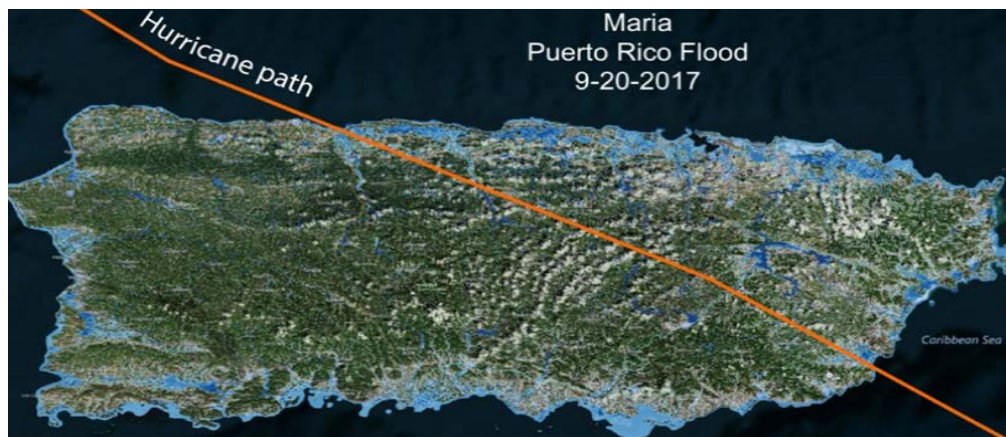 Maria
Puerto Rico Flood
9-20-2017
Hurricane path
Caribbean Sea